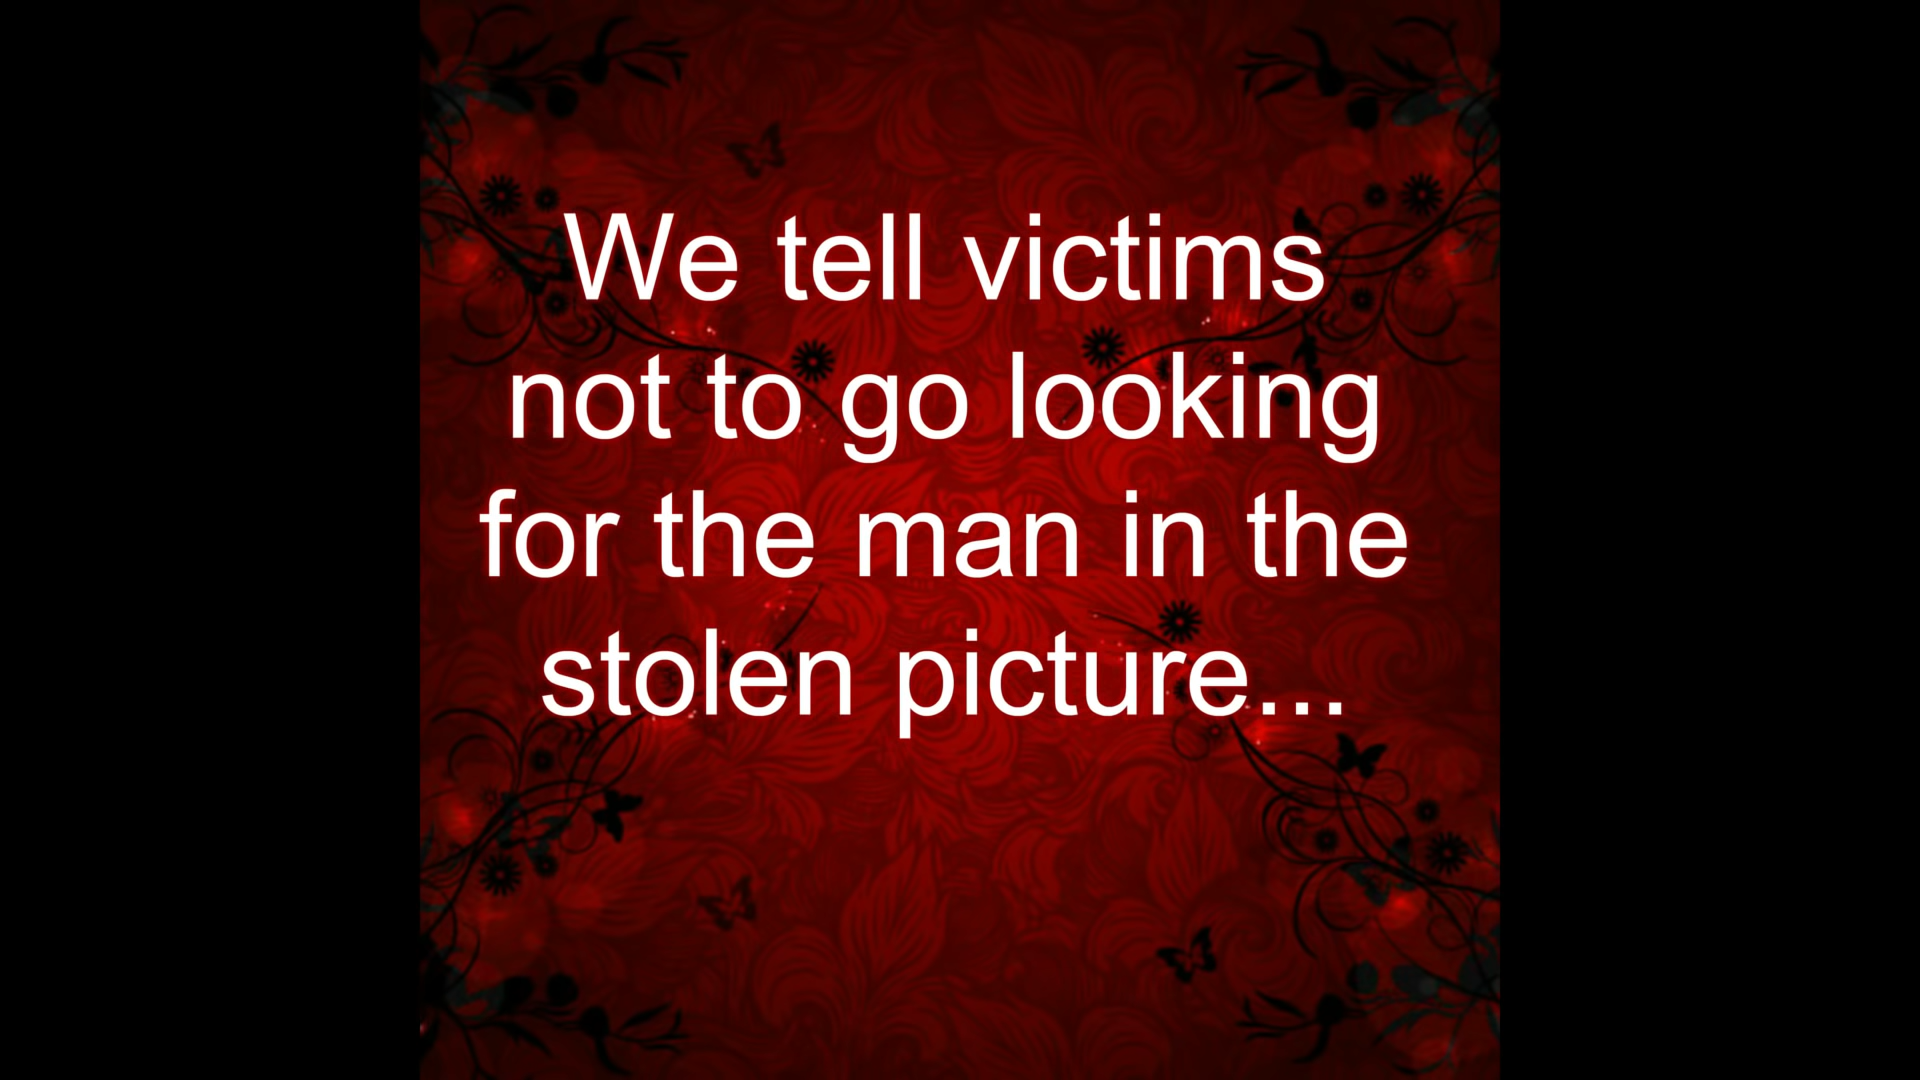 We tell victims
not to go looking
for the man in the
stolen picture...